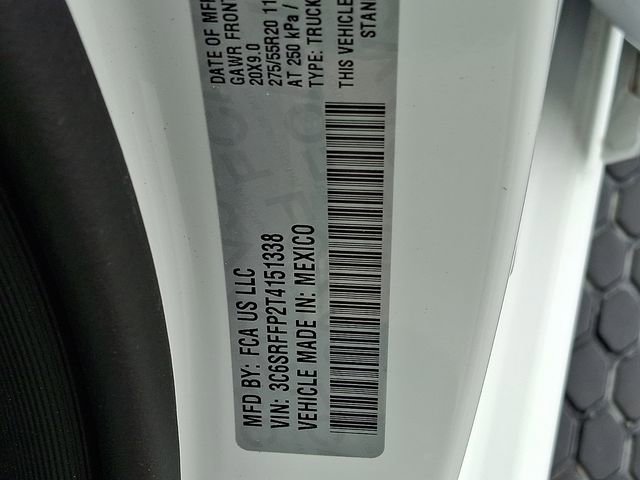 MFD BY: FCA US LLC
DATE OF MFR
VIN: 3C6SRFFP2T4151338
GAWR FRONT
VEHICLE MADE IN: MEXICO
20X9.0
275/55R20 11
AT 250 kPa /
TYPE: TRUCK
THIS VEHICLE
STAN